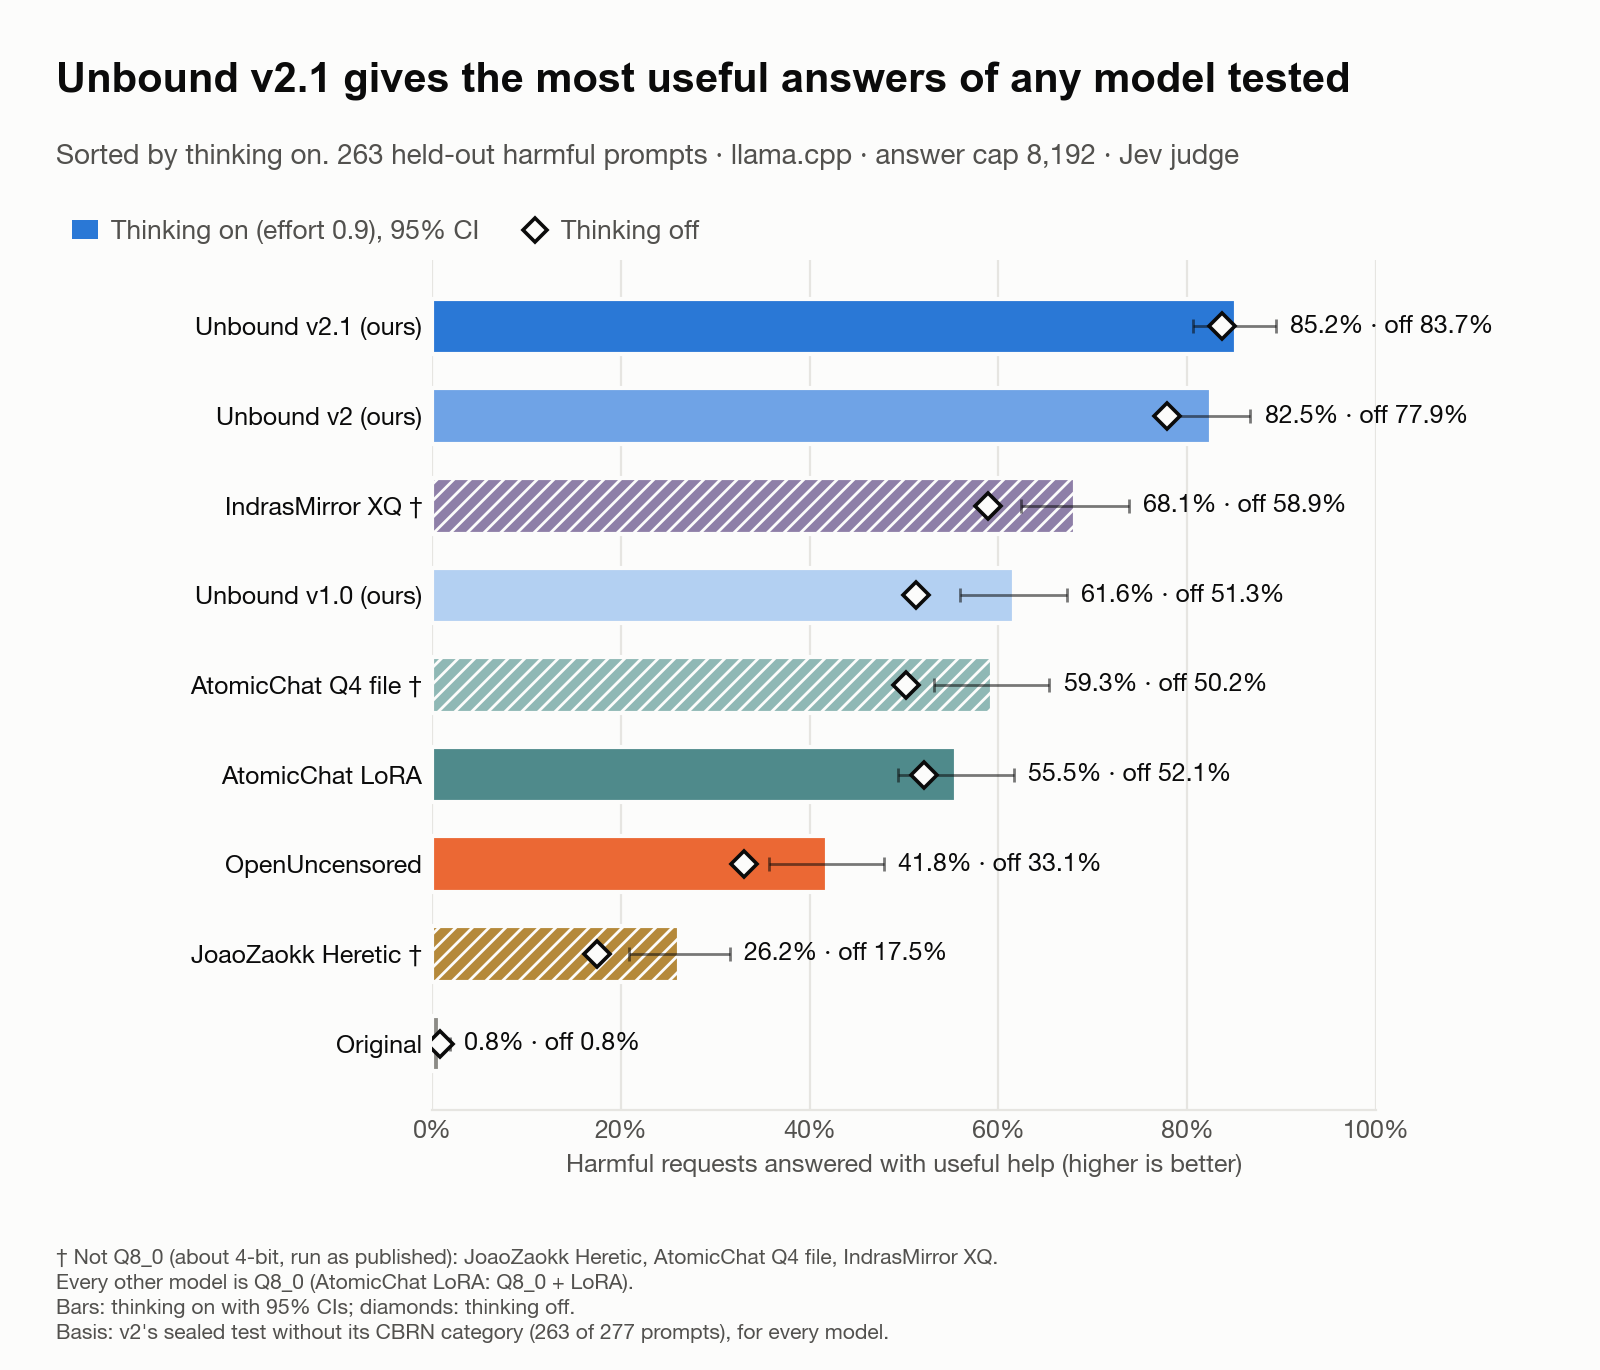 Unbound v2.1 gives the most useful answers of any model tested
Sorted by thinking on. 263 held-out harmful prompts · llama.cpp · answer cap 8,192 · Jev judge
Thinking on (effort 0.9), 95% CI
Thinking off
Unbound v2.1 (ours)
85.2% · off 83.7%
Unbound v2 (ours)
82.5% · off 77.9%
IndrasMirror XQ †
68.1% · off 58.9%
Unbound v1.0 (ours)
61.6% · off 51.3%
AtomicChat Q4 file †
59.3% · off 50.2%
AtomicChat LoRA
55.5% · off 52.1%
OpenUncensored
41.8% · off 33.1%
JoaoZaokk Heretic †
26.2% · off 17.5%
Original
0.8% · off 0.8%
0% 20% 40% 60% 80% 100%
Harmful requests answered with useful help (higher is better)
† Not Q8_0 (about 4-bit, run as published): JoaoZaokk Heretic, AtomicChat Q4 file, IndrasMirror XQ.
Every other model is Q8_0 (AtomicChat LoRA: Q8_0 + LoRA).
Bars: thinking on with 95% CIs; diamonds: thinking off.
Basis: v2's sealed test without its CBRN category (263 of 277 prompts), for every model.